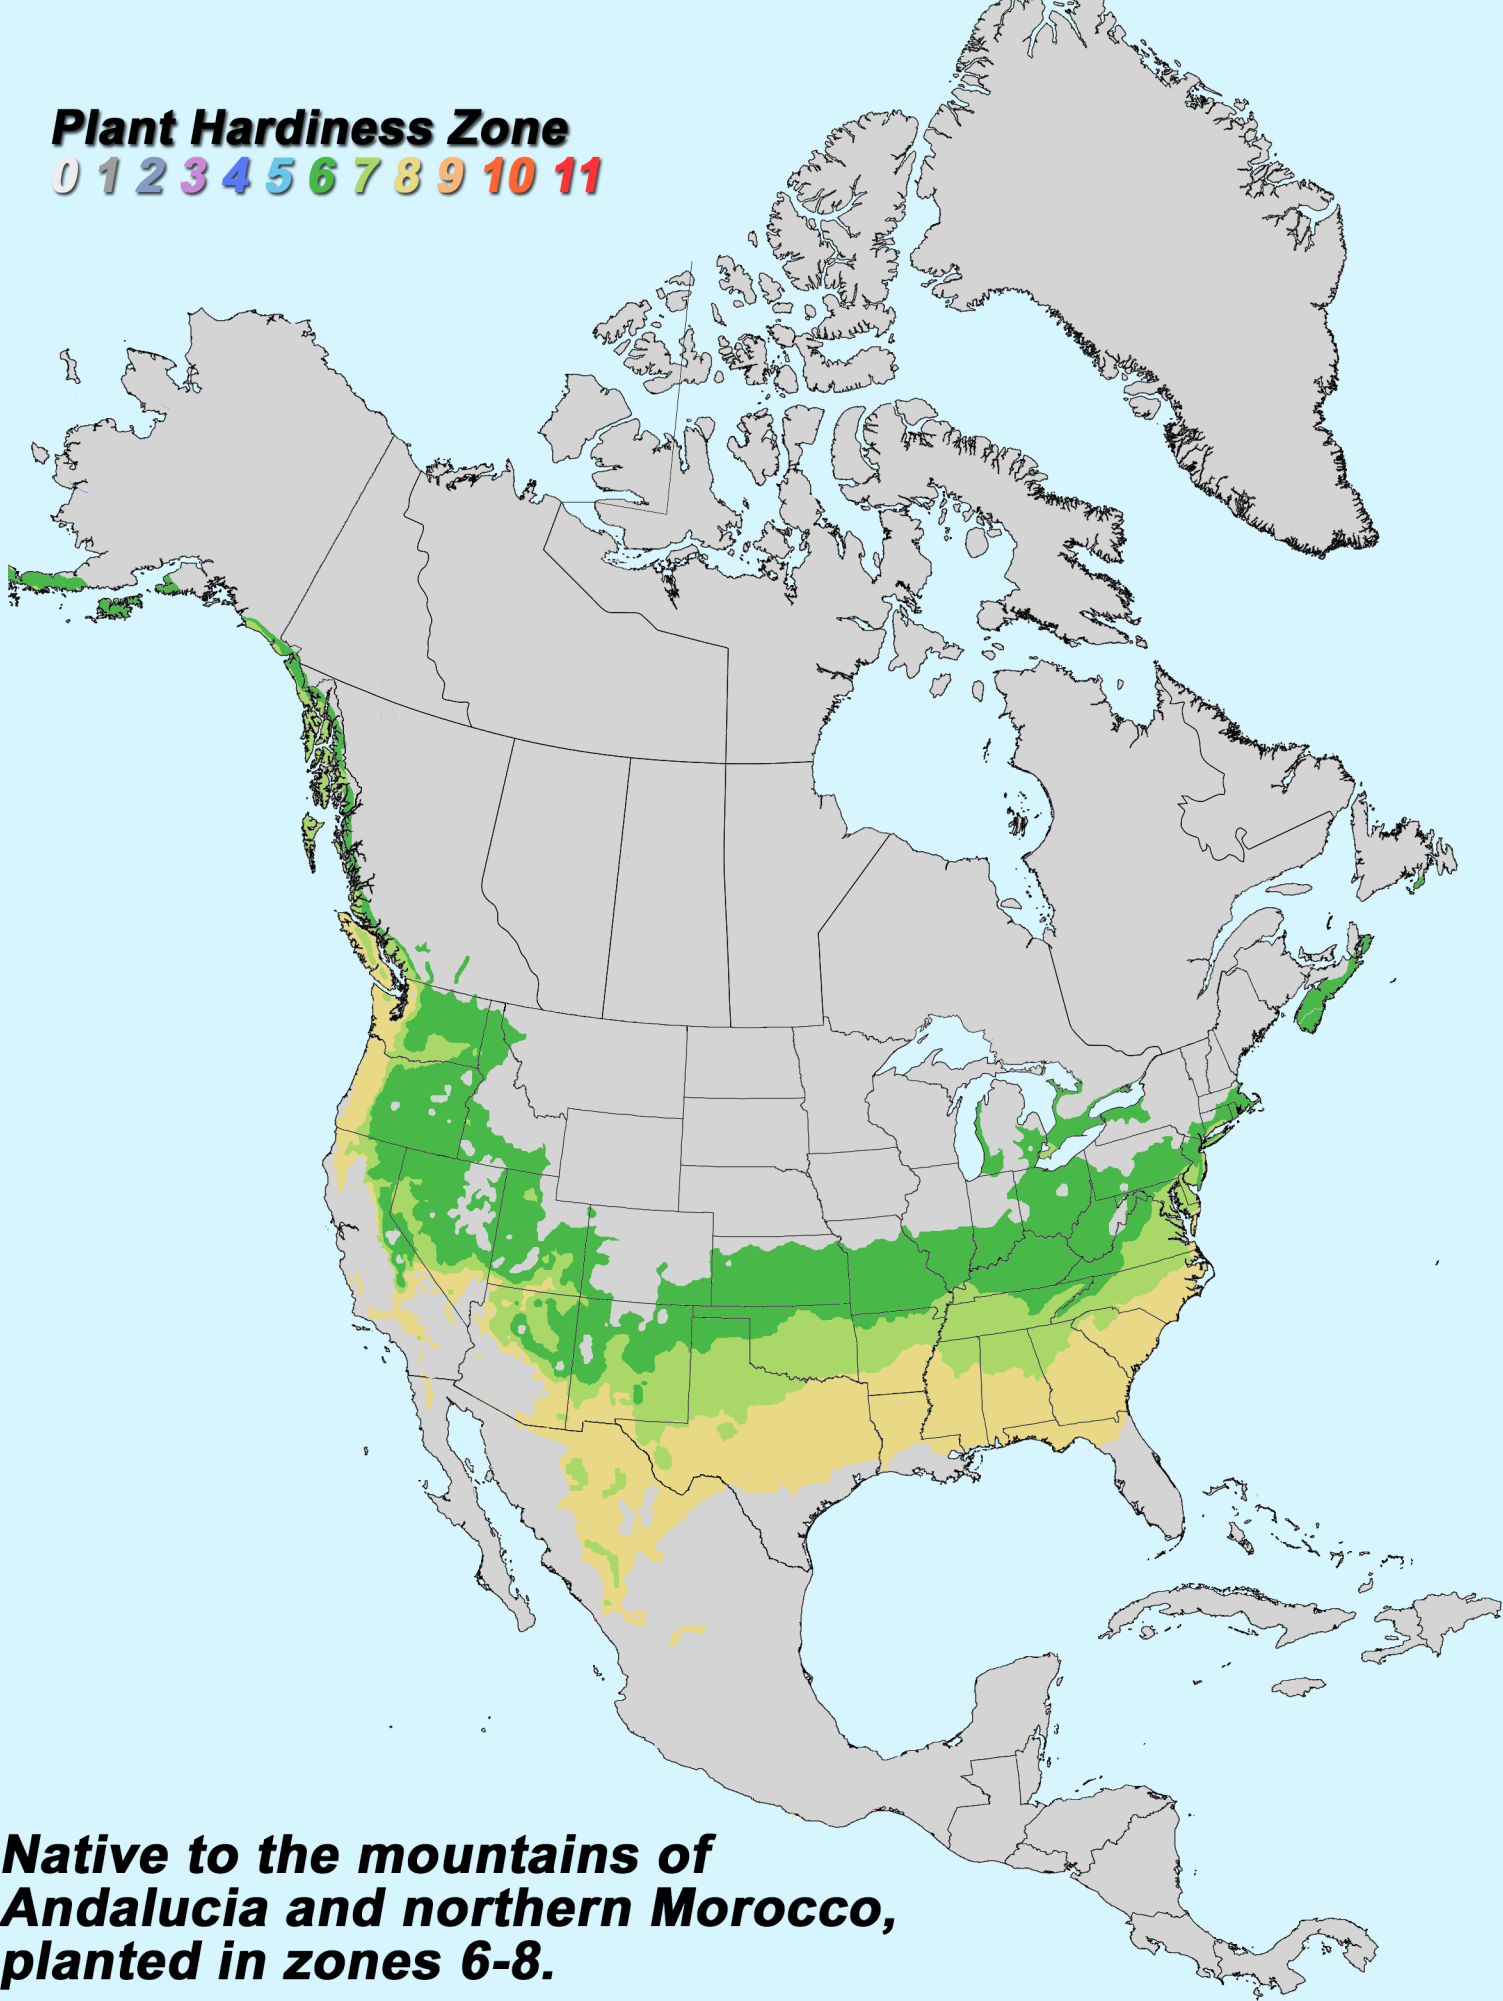 Plant Hardiness Zone
0 1 2 3 4 5 6 7 8 9 10 11
Native to the mountains of
Andalucia and northern Morocco,
planted in zones 6-8.